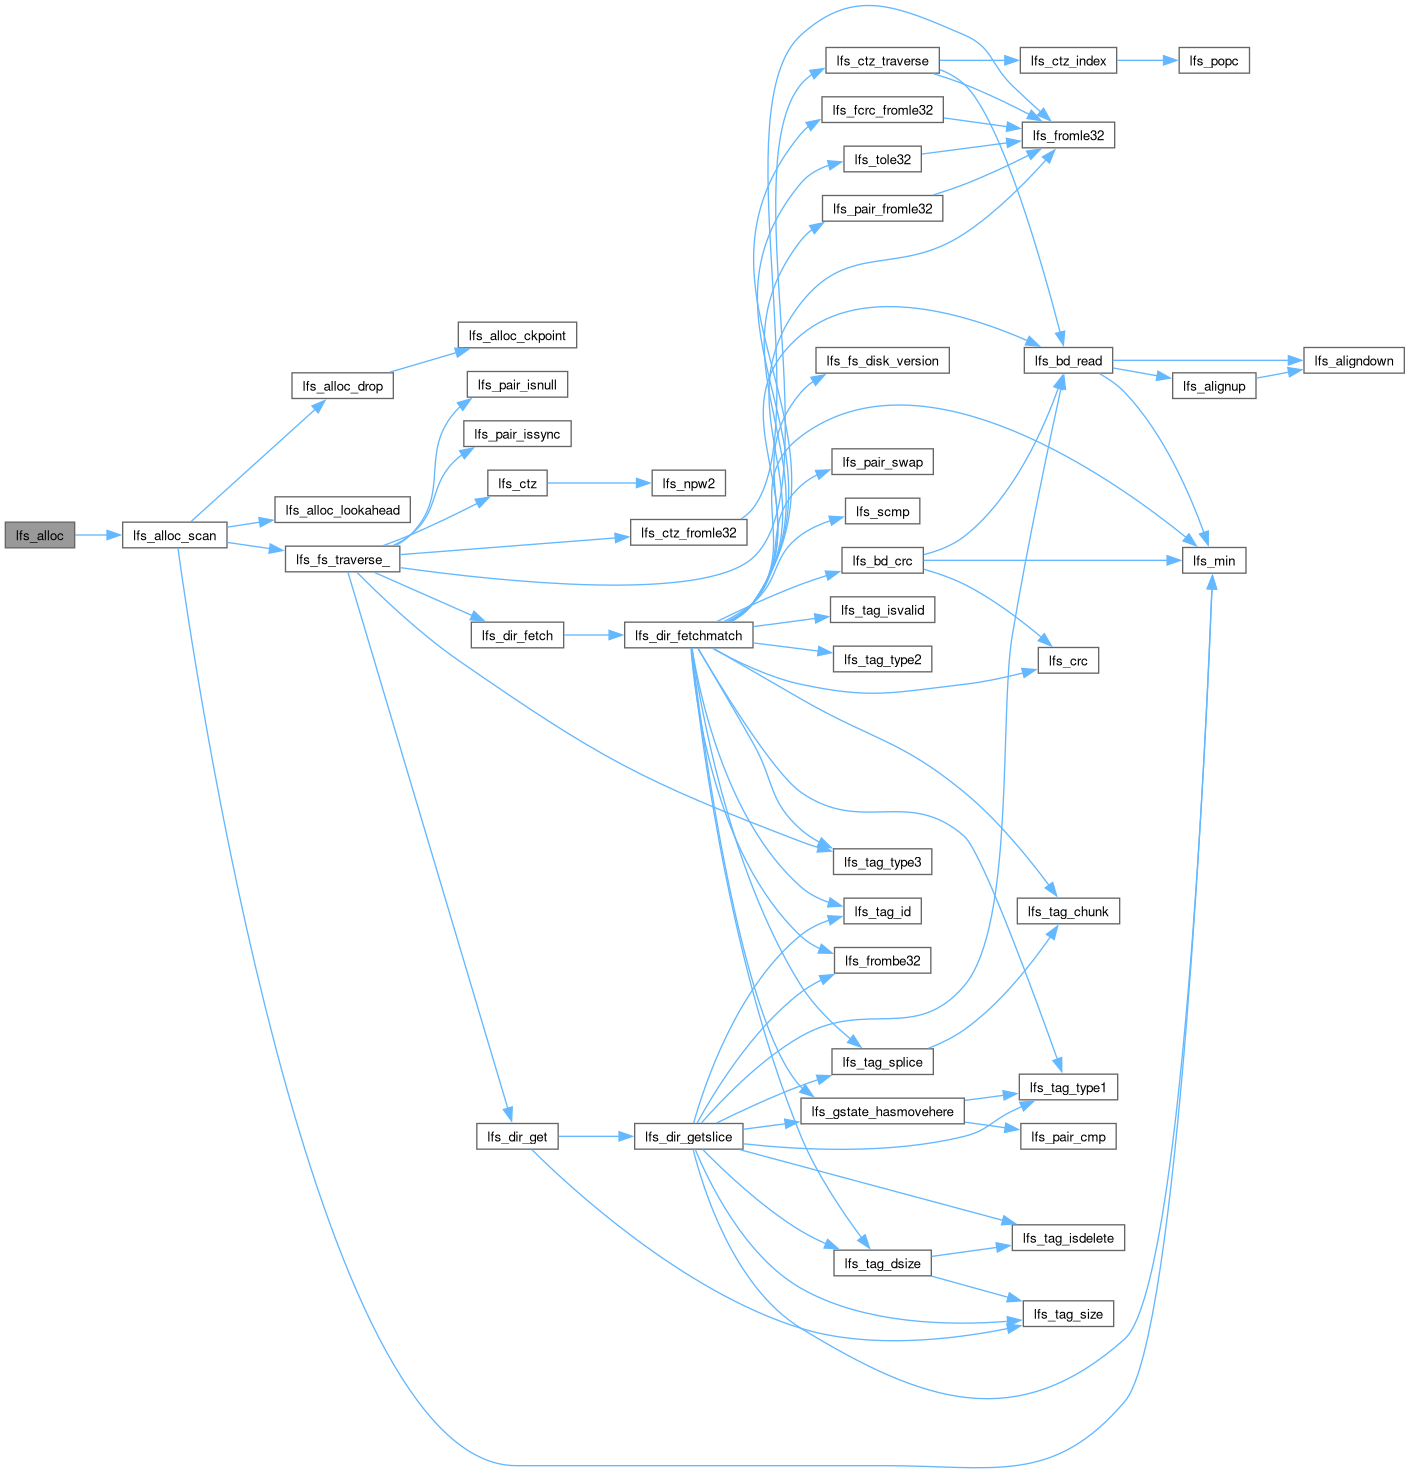 lfs_alloc
lfs_alloc_scan
lfs_alloc_drop
lfs_alloc_lookahead
lfs_fs_traverse_
lfs_alloc_ckpoint
lfs_pair_isnull
lfs_pair_issync
lfs_ctz
lfs_dir_fetch
lfs_dir_get
lfs_npw2
lfs_ctz_fromle32
lfs_dir_fetchmatch
lfs_dir_getslice
lfs_ctz_traverse
lfs_fcrc_fromle32
lfs_tole32
lfs_pair_fromle32
lfs_fs_disk_version
lfs_pair_swap
lfs_scmp
lfs_bd_crc
lfs_tag_isvalid
lfs_tag_type2
lfs_tag_type3
lfs_tag_id
lfs_frombe32
lfs_tag_splice
lfs_gstate_hasmovehere
lfs_tag_dsize
lfs_ctz_index
lfs_fromle32
lfs_bd_read
lfs_crc
lfs_tag_chunk
lfs_tag_type1
lfs_pair_cmp
lfs_tag_isdelete
lfs_tag_size
lfs_popc
lfs_alignup
lfs_min
lfs_aligndown